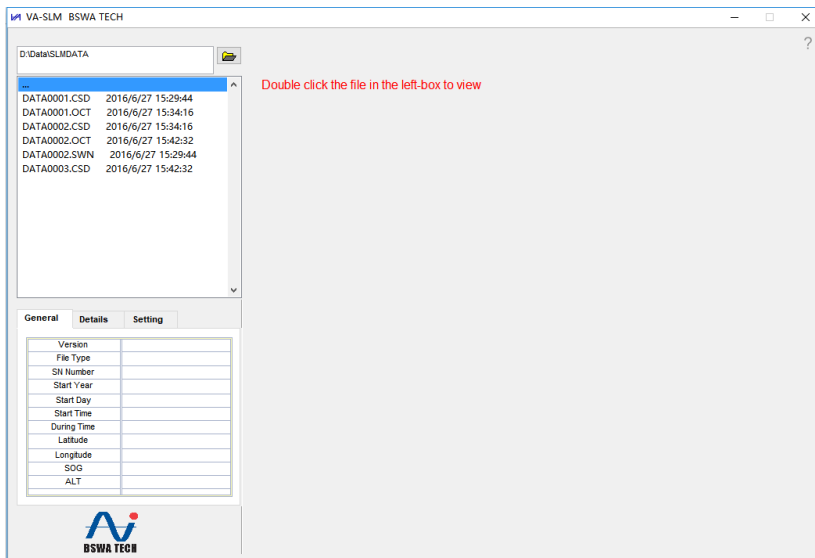 VA-SLM BSWA TECH
?
D:\Data\SLMDATA
...
Double click the file in the left-box to view
DATA0001.CSD 2016/6/27 15:29:44
DATA0001.OCT 2016/6/27 15:34:16
DATA0002.CSD 2016/6/27 15:34:16
DATA0002.OCT 2016/6/27 15:42:32
DATA0002.SWN 2016/6/27 15:29:44
DATA0003.CSD 2016/6/27 15:42:32
General Details Setting
Version
File Type
SN Number
Start Year
Start Day
Start Time
During Time
Latitude
Longitude
SOG
ALT
BSWA TECH